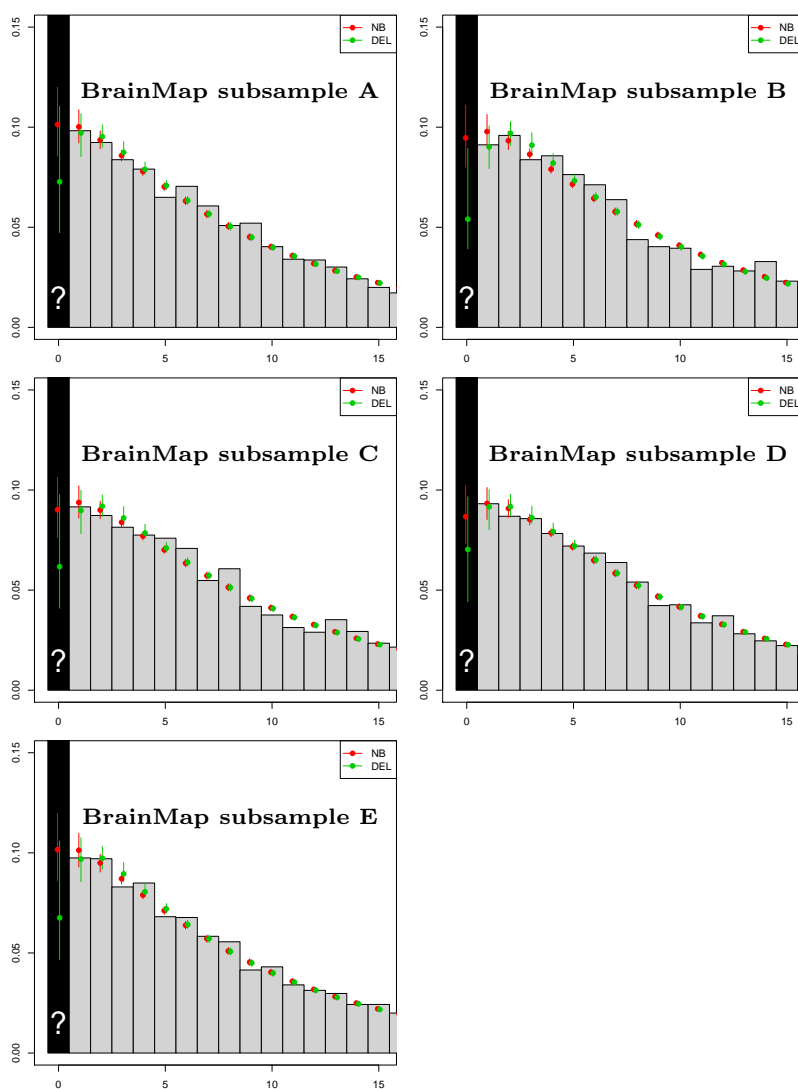 0.15
NB
DEL
BrainMap subsample A
0.10
0.05
?
0.00
0 5 10 15
0.15
NB
DEL
BrainMap subsample B
0.10
0.05
?
0.00
0 5 10 15
0.15
NB
DEL
BrainMap subsample C
0.10
0.05
?
0.00
0 5 10 15
0.15
NB
DEL
BrainMap subsample D
0.10
0.05
?
0.00
0 5 10 15
0.15
NB
DEL
BrainMap subsample E
0.10
0.05
?
0.00
0 5 10 15